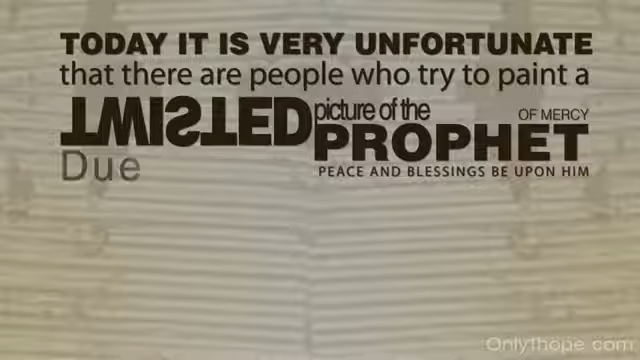 TODAY IT IS VERY UNFORTUNATE
that there are people who try to paint a
TWISTED picture of the
PROPHET OF MERCY
PEACE AND BLESSINGS BE UPON HIM
Due
Only1hope.com